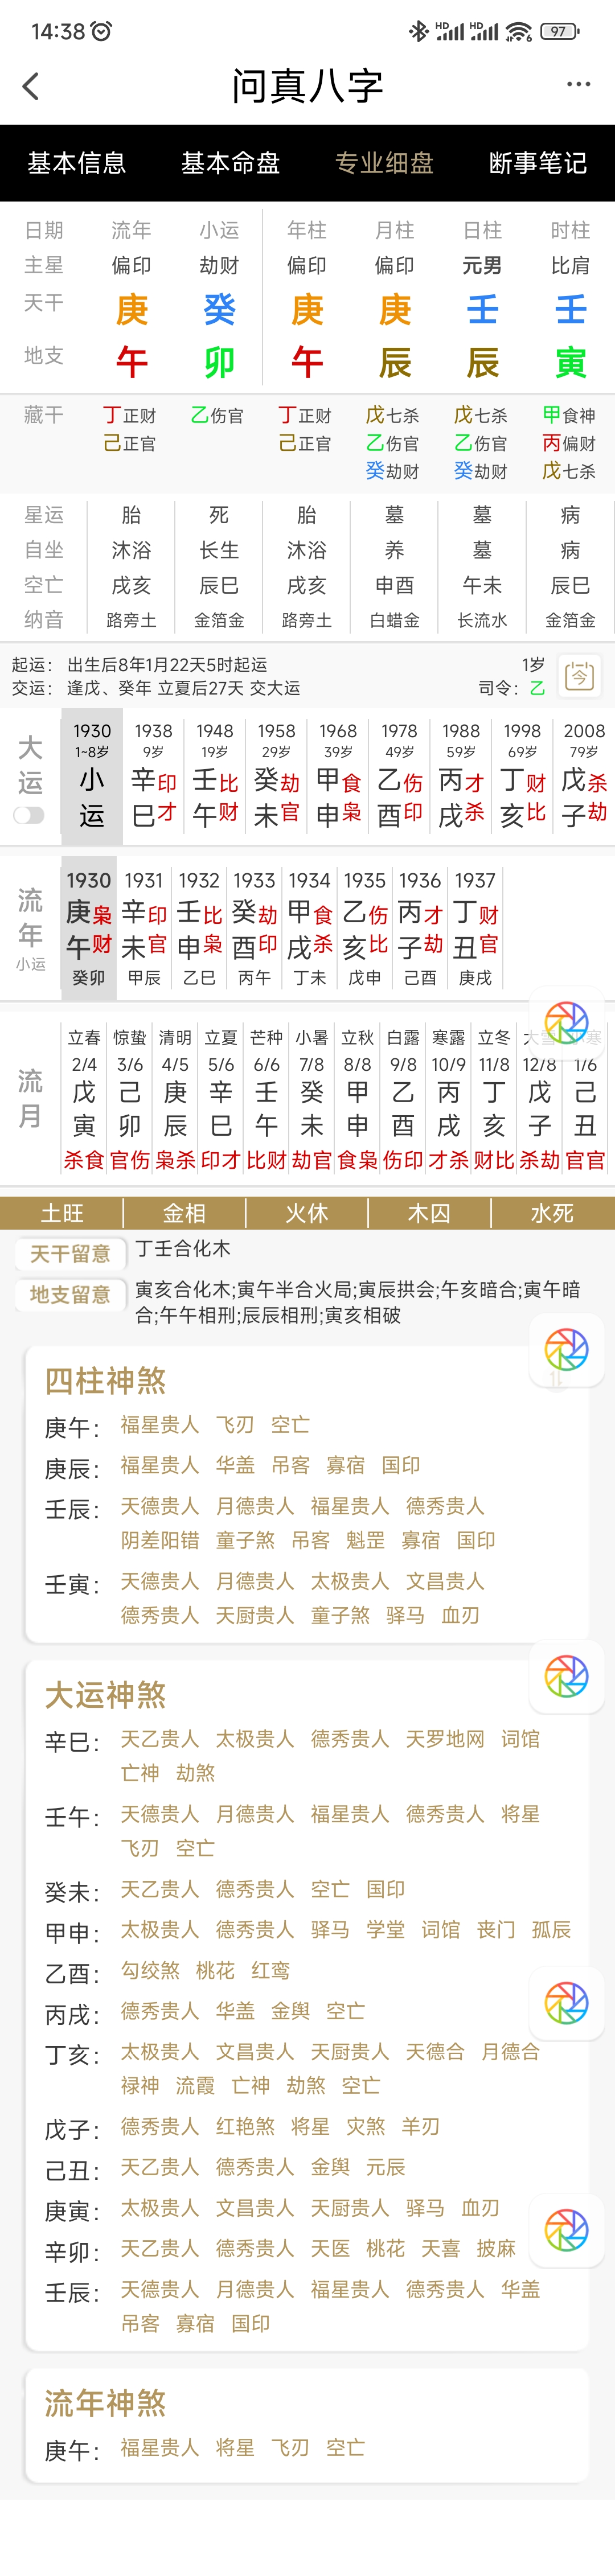 14:38 HD HD 6 97
问真八字
基本信息 基本命盘 专业细盘 断事笔记
日期 流年 小运 年柱 月柱 日柱 时柱
主星 偏印 劫财 偏印 偏印 元男 比肩
天干 庚 癸 庚 庚 壬 壬
地支 午 卯 午 辰 辰 寅
藏干 丁正财 乙伤官 丁正财 戊七杀 戊七杀 甲食神
己正官 己正官 乙伤官 乙伤官 丙偏财
癸劫财 癸劫财 戊七杀
星运 胎 死 胎 墓 墓 病
自坐 沐浴 长生 沐浴 养 墓 病
空亡 戌亥 辰巳 戌亥 申酉 午未 辰巳
纳音 路旁土 金箔金 路旁土 白蜡金 长流水 金箔金
起运: 出生后8年1月22天5时起运 1岁
交运: 逢戊、癸年 立夏后27天 交大运 司令: 乙
今
大运
1930 1938 1948 1958 1968 1978 1988 1998 2008
1~8岁 9岁 19岁 29岁 39岁 49岁 59岁 69岁 79岁
小 辛印 壬比 癸劫 甲食 乙伤 丙才 丁财 戊杀
运 巳才 午财 未官 申枭 酉印 戌杀 亥比 子劫
流年
小运
1930 1931 1932 1933 1934 1935 1936 1937
庚枭 辛印 壬比 癸劫 甲食 乙伤 丙才 丁财
午财 未官 申枭 酉印 戌杀 亥比 子劫 丑官
癸卯 甲辰 乙巳 丙午 丁未 戊申 己酉 庚戌
流月
立春 惊蛰 清明 立夏 芒种 小暑 立秋 白露 寒露 立冬 大雪 小寒
2/4 3/6 4/5 5/6 6/6 7/8 8/8 9/8 10/9 11/8 12/8 1/6
戊 己 庚 辛 壬 癸 甲 乙 丙 丁 戊 己
寅 卯 辰 巳 午 未 申 酉 戌 亥 子 丑
杀食 官伤 枭杀 印才 比财 劫官 食枭 伤印 才杀 财比 杀劫 官官
土旺 金相 火休 木囚 水死
天干留意 丁壬合化木
地支留意 寅亥合化木;寅午半合火局;寅辰拱会;午亥暗合;寅午暗
合;午午相刑;辰辰相刑;寅亥相破
四柱神煞
庚午: 福星贵人 飞刃 空亡
庚辰: 福星贵人 华盖 吊客 寡宿 国印
壬辰: 天德贵人 月德贵人 福星贵人 德秀贵人
阴差阳错 童子煞 吊客 魁罡 寡宿 国印
壬寅: 天德贵人 月德贵人 太极贵人 文昌贵人
德秀贵人 天厨贵人 童子煞 驿马 血刃
大运神煞
辛巳: 天乙贵人 太极贵人 德秀贵人 天罗地网 词馆
亡神 劫煞
壬午: 天德贵人 月德贵人 福星贵人 德秀贵人 将星
飞刃 空亡
癸未: 天乙贵人 德秀贵人 空亡 国印
甲申: 太极贵人 德秀贵人 驿马 学堂 词馆 丧门 孤辰
乙酉: 勾绞煞 桃花 红鸾
丙戌: 德秀贵人 华盖 金舆 空亡
丁亥: 太极贵人 文昌贵人 天厨贵人 天德合 月德合
禄神 流霞 亡神 劫煞 空亡
戊子: 德秀贵人 红艳煞 将星 灾煞 羊刃
己丑: 天乙贵人 德秀贵人 金舆 元辰
庚寅: 太极贵人 文昌贵人 天厨贵人 驿马 血刃
辛卯: 天乙贵人 德秀贵人 天医 桃花 天喜 披麻
壬辰: 天德贵人 月德贵人 福星贵人 德秀贵人 华盖
吊客 寡宿 国印
流年神煞
庚午: 福星贵人 将星 飞刃 空亡